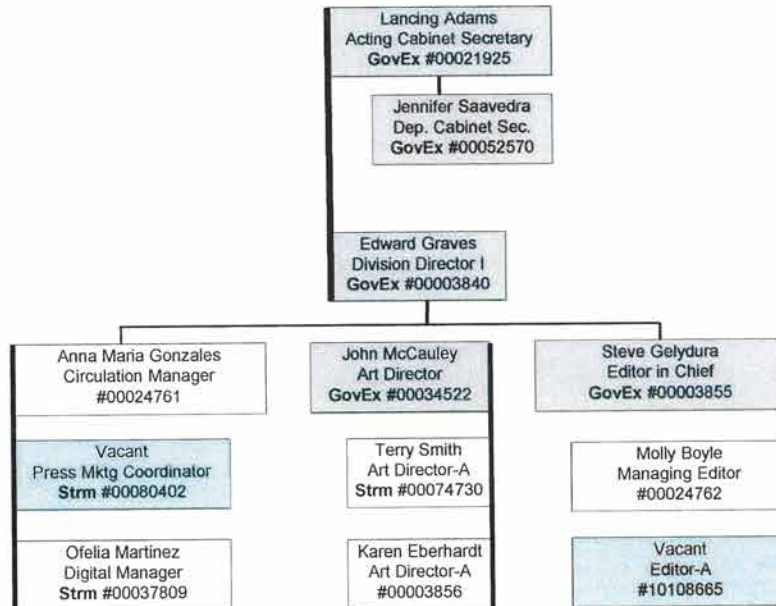 Lancing Adams
Acting Cabinet Secretary
GovEx #00021925
Jennifer Saavedra
Dep. Cabinet Sec.
GovEx #00052570
Edward Graves
Division Director I
GovEx #00003840
Anna Maria Gonzales
Circulation Manager
#00024761
Vacant
Press Mktg Coordinator
Strm #00080402
Ofelia Martinez
Digital Manager
Strm #00037809
John McCauley
Art Director
GovEx #00034522
Terry Smith
Art Director-A
Strm #00074730
Karen Eberhardt
Art Director-A
#00003856
Steve Gelydura
Editor in Chief
GovEx #00003855
Molly Boyle
Managing Editor
#00024762
Vacant
Editor-A
#10108665